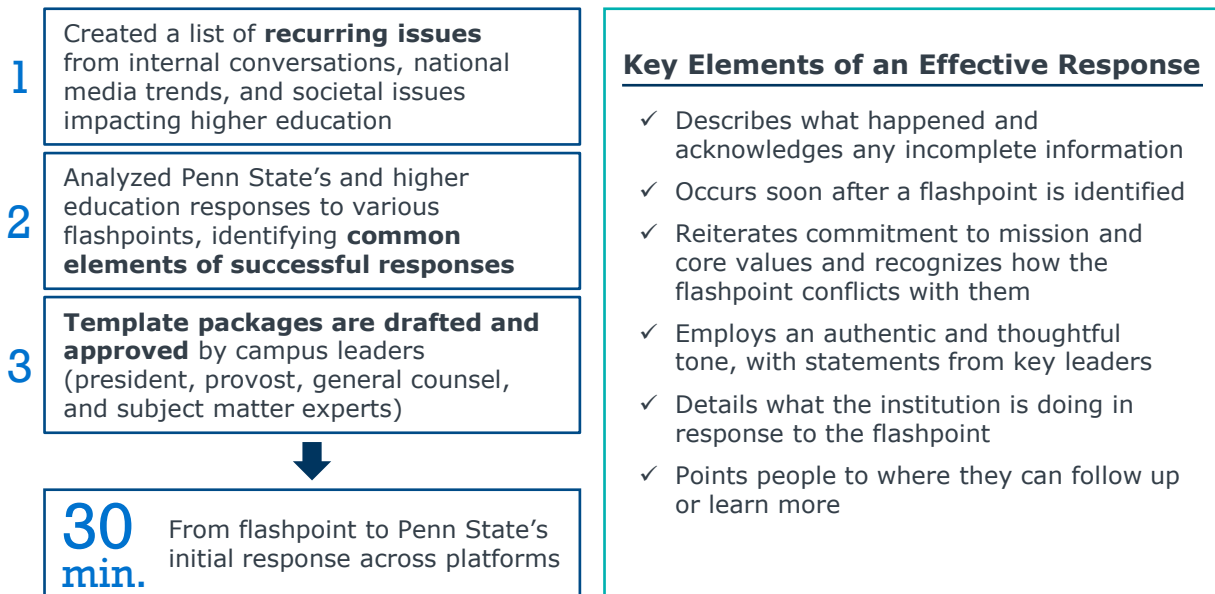 1
Created a list of recurring issues
from internal conversations, national
media trends, and societal issues
impacting higher education
2
Analyzed Penn State’s and higher
education responses to various
flashpoints, identifying common
elements of successful responses
3
Template packages are drafted and
approved by campus leaders
(president, provost, general counsel,
and subject matter experts)
30
min.
From flashpoint to Penn State’s
initial response across platforms
Key Elements of an Effective Response
✓ Describes what happened and
acknowledges any incomplete information
✓ Occurs soon after a flashpoint is identified
✓ Reiterates commitment to mission and
core values and recognizes how the
flashpoint conflicts with them
✓ Employs an authentic and thoughtful
tone, with statements from key leaders
✓ Details what the institution is doing in
response to the flashpoint
✓ Points people to where they can follow up
or learn more